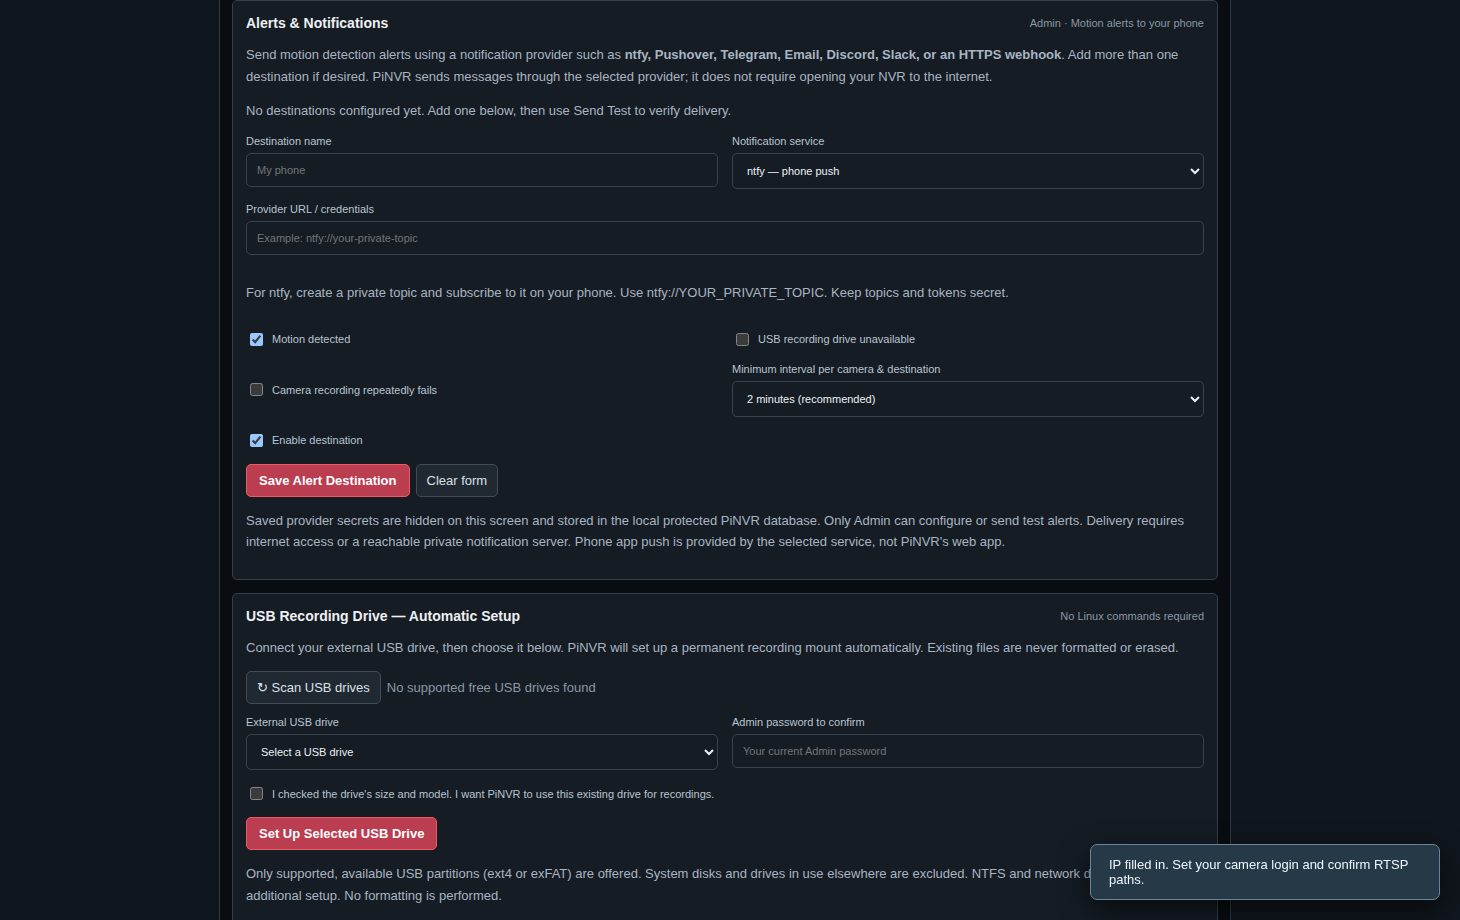 Alerts & Notifications
Admin · Motion alerts to your phone
Send motion detection alerts using a notification provider such as ntfy, Pushover, Telegram, Email, Discord, Slack, or an HTTPS webhook. Add more than one
destination if desired. PiNVR sends messages through the selected provider; it does not require opening your NVR to the internet.
No destinations configured yet. Add one below, then use Send Test to verify delivery.
Destination name
Notification service
My phone
ntfy — phone push
Provider URL / credentials
Example: ntfy://your-private-topic
For ntfy, create a private topic and subscribe to it on your phone. Use ntfy://YOUR_PRIVATE_TOPIC. Keep topics and tokens secret.
Motion detected
USB recording drive unavailable
Camera recording repeatedly fails
Minimum interval per camera & destination
2 minutes (recommended)
Enable destination
Save Alert Destination
Clear form
Saved provider secrets are hidden on this screen and stored in the local protected PiNVR database. Only Admin can configure or send test alerts. Delivery requires
internet access or a reachable private notification server. Phone app push is provided by the selected service, not PiNVR's web app.
USB Recording Drive — Automatic Setup
No Linux commands required
Connect your external USB drive, then choose it below. PiNVR will set up a permanent recording mount automatically. Existing files are never formatted or erased.
↻ Scan USB drives
No supported free USB drives found
External USB drive
Admin password to confirm
Select a USB drive
Your current Admin password
I checked the drive's size and model. I want PiNVR to use this existing drive for recordings.
Set Up Selected USB Drive
Only supported, available USB partitions (ext4 or exFAT) are offered. System disks and drives in use elsewhere are excluded. NTFS and network
additional setup. No formatting is performed.
IP filled in. Set your camera login and confirm RTSP
paths.